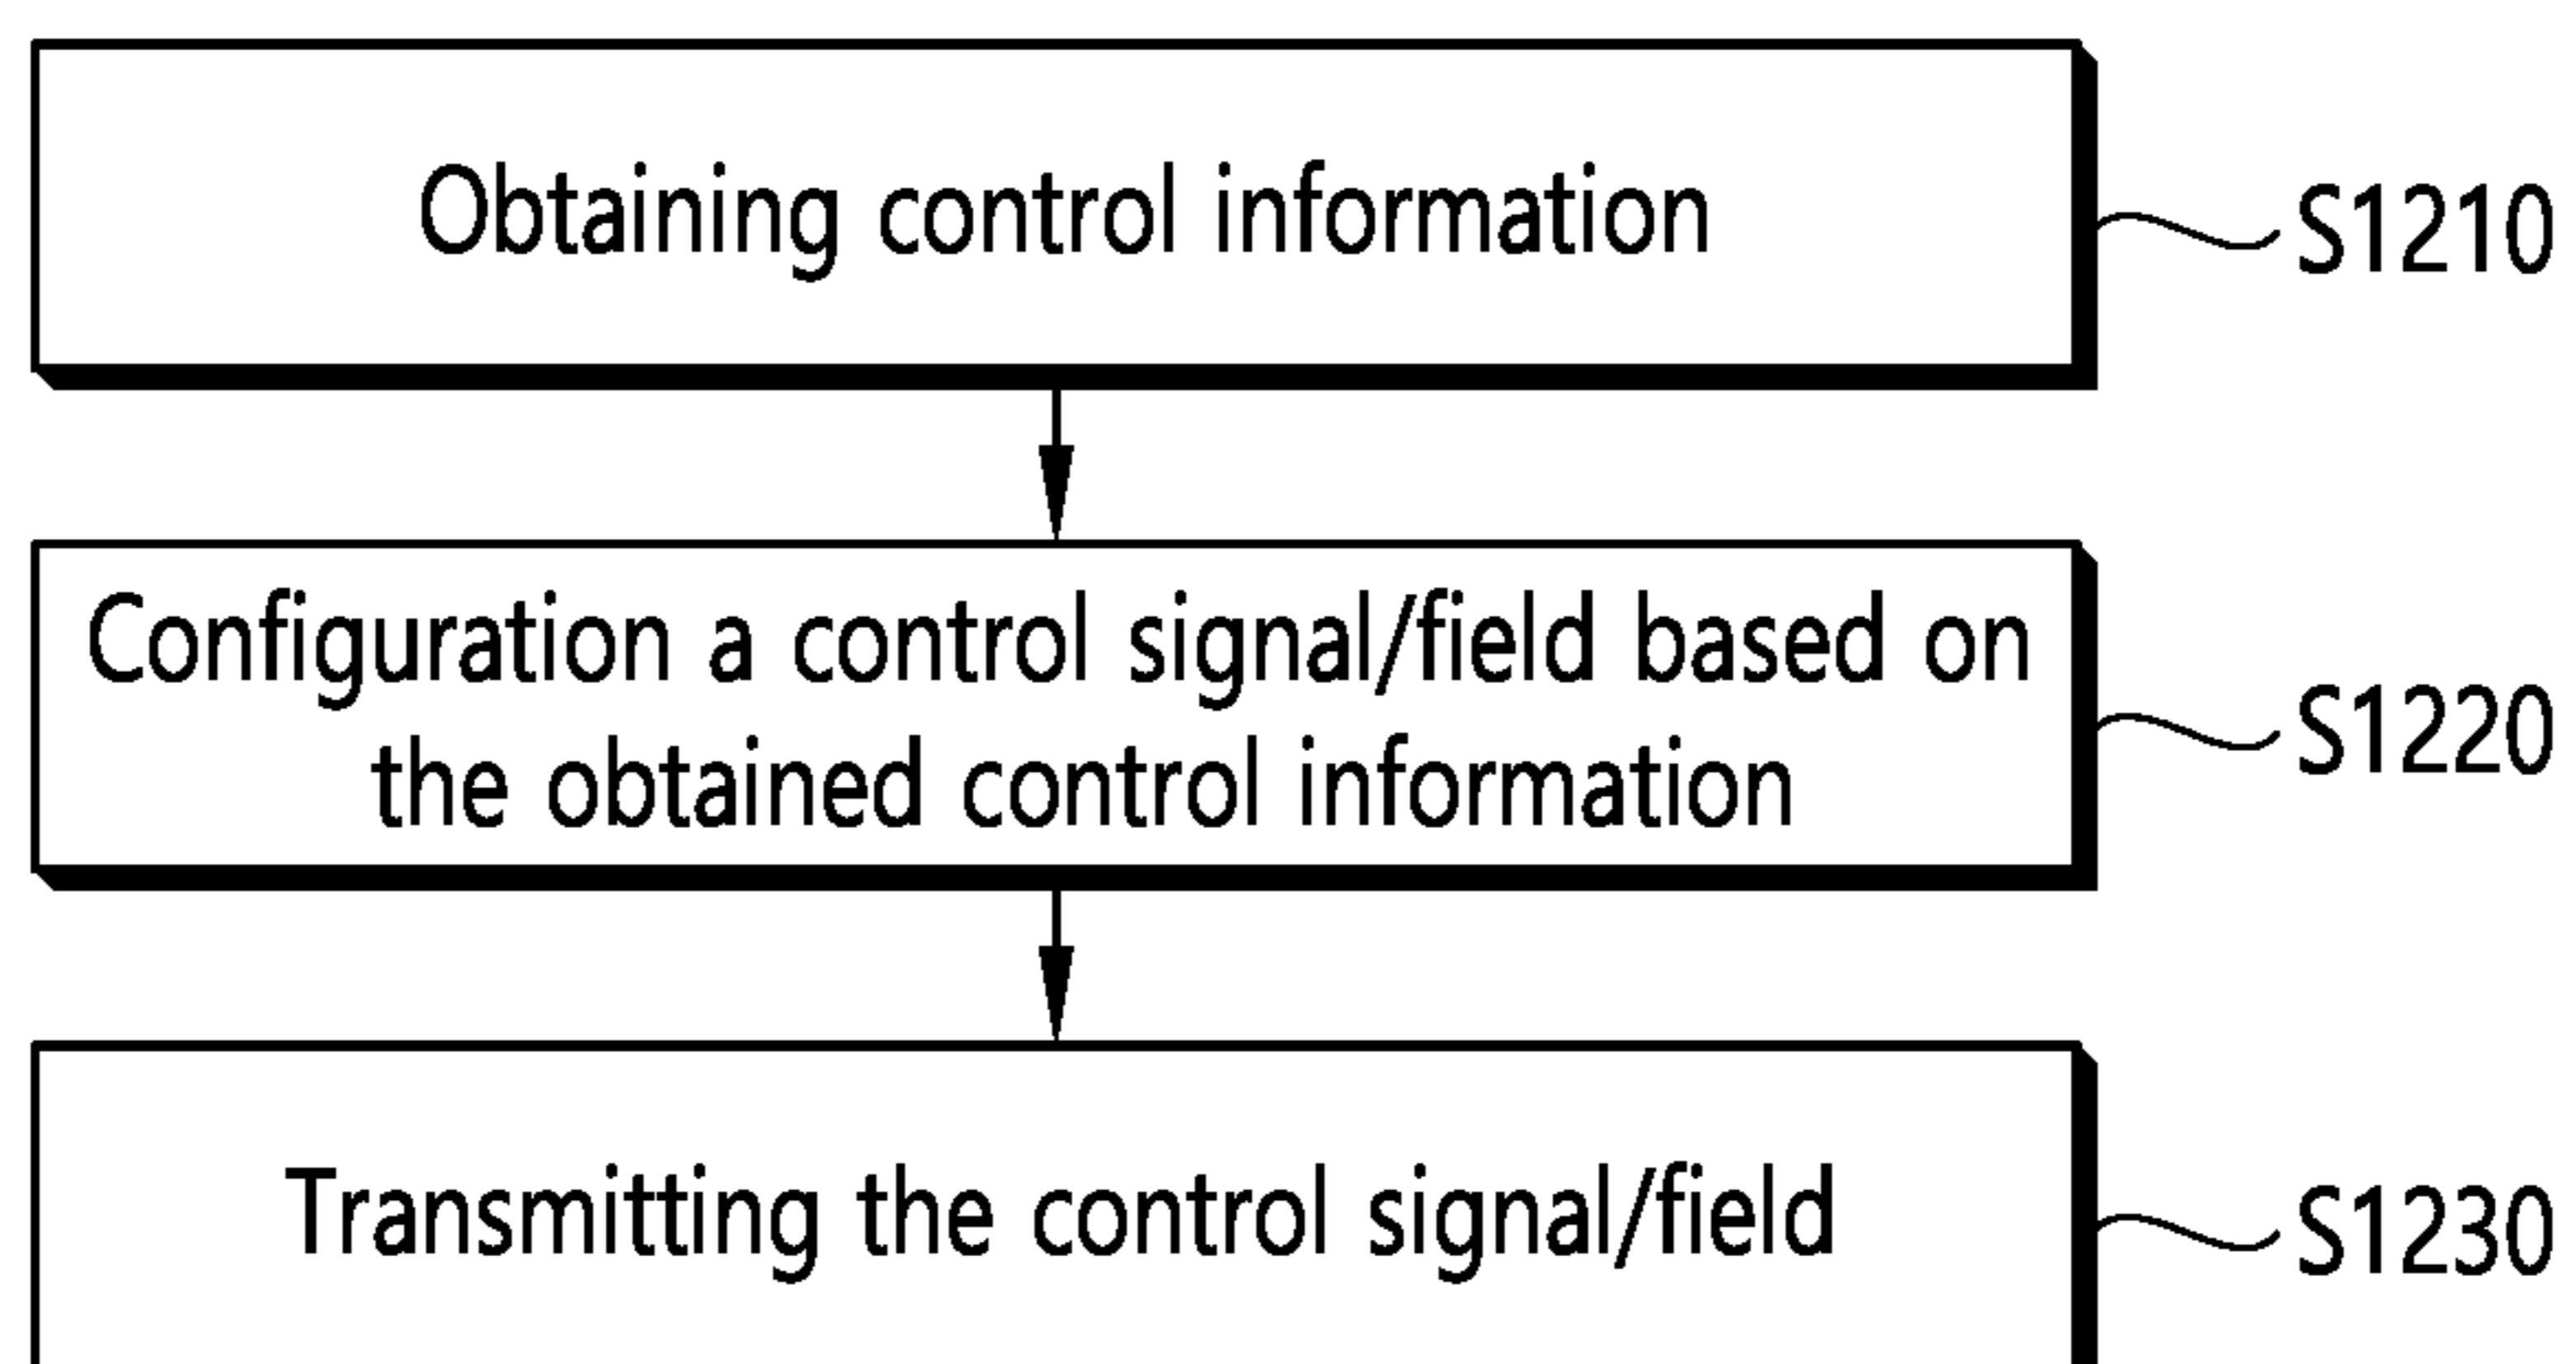 Obtaining control information
S1210
Configuration a control signal/field based on
the obtained control information
S1220
Transmitting the control signal/field
S1230